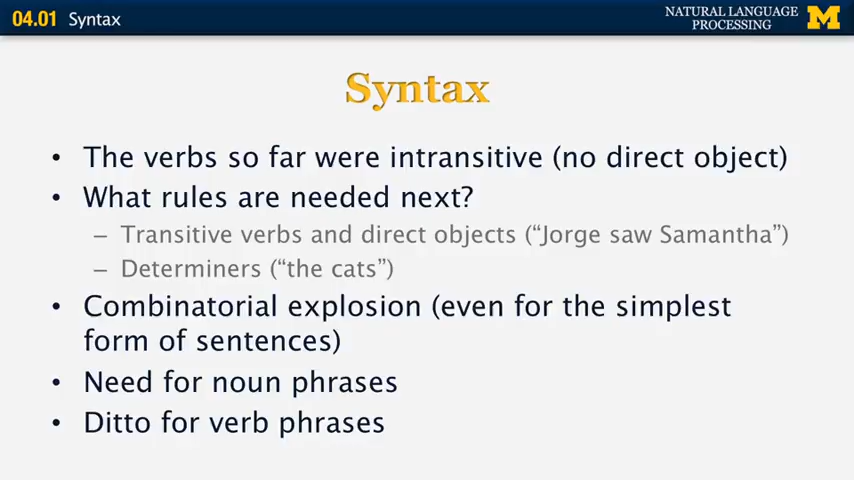 04.01 Syntax
NATURAL LANGUAGE
PROCESSING
M
Syntax
• The verbs so far were intransitive (no direct object)
• What rules are needed next?
– Transitive verbs and direct objects (“Jorge saw Samantha”)
– Determiners (“the cats”)
• Combinatorial explosion (even for the simplest
form of sentences)
• Need for noun phrases
• Ditto for verb phrases